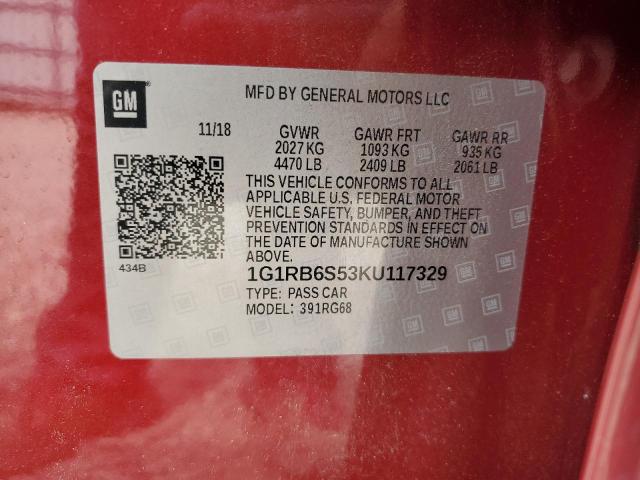 GM
MFD BY GENERAL MOTORS LLC
11/18 GVWR GAWR FRT GAWR RR
2027 KG 1093 KG 935 KG
4470 LB 2409 LB 2061 LB
THIS VEHICLE CONFORMS TO ALL
APPLICABLE U.S. FEDERAL MOTOR
VEHICLE SAFETY, BUMPER, AND THEFT
PREVENTION STANDARDS IN EFFECT ON
THE DATE OF MANUFACTURE SHOWN
ABOVE.
434B
1G1RB6S53KU117329
TYPE: PASS CAR
MODEL: 391RG68